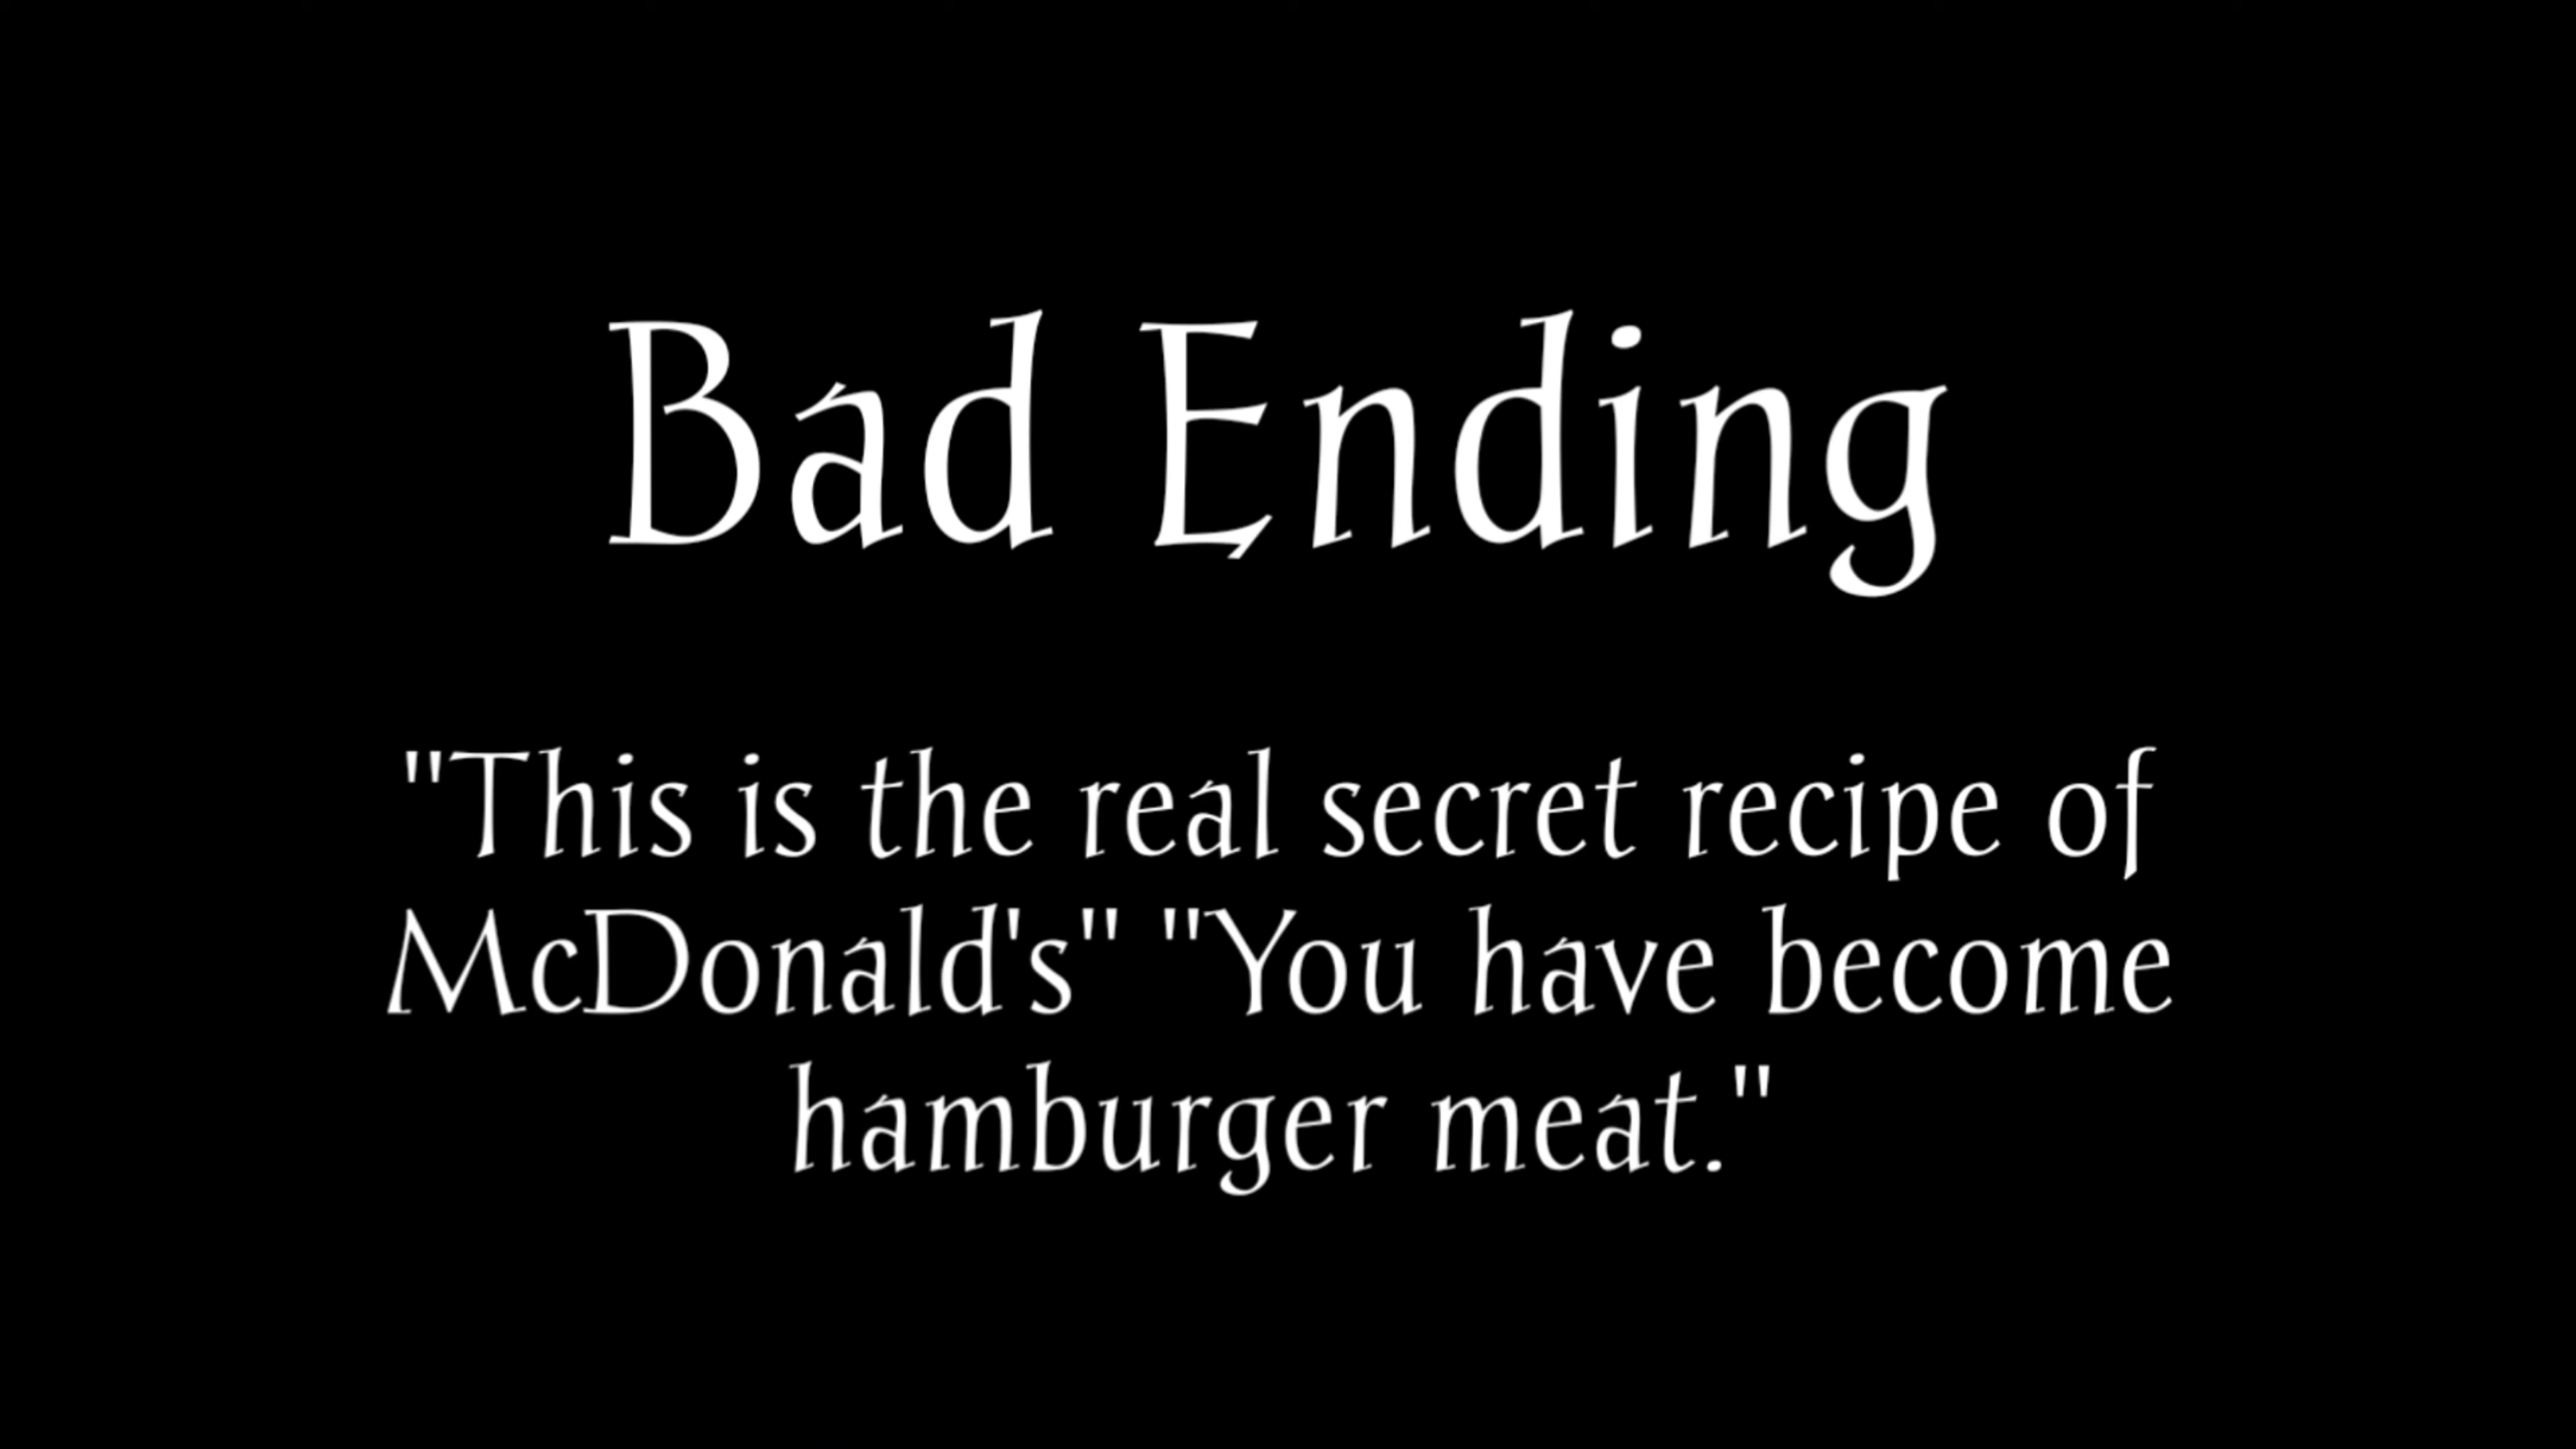 Bad Ending
"This is the real secret recipe of
McDonald's" "You have become
hamburger meat."